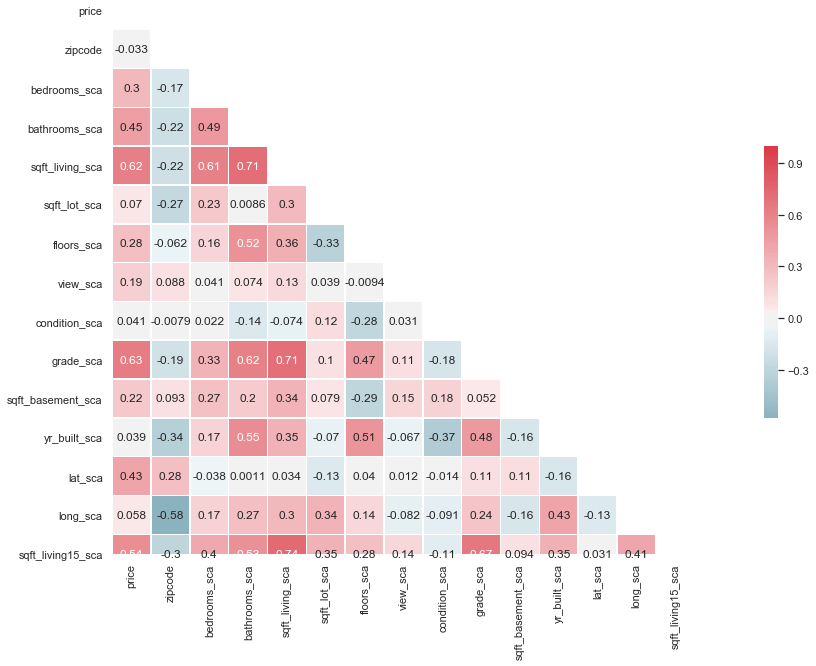 price
zipcode -0.033
bedrooms_sca 0.3 -0.17
bathrooms_sca 0.45 -0.22 0.49
sqft_living_sca 0.62 -0.22 0.61 0.71
sqft_lot_sca 0.07 -0.27 0.23 0.0086 0.3
floors_sca 0.28 -0.062 0.16 0.52 0.36 -0.33
view_sca 0.19 0.088 0.041 0.074 0.13 0.039 -0.0094
condition_sca 0.041 -0.0079 0.022 -0.14 -0.074 0.12 -0.28 0.031
grade_sca 0.63 -0.19 0.33 0.62 0.71 0.1 0.47 0.11 -0.18
sqft_basement_sca 0.22 0.093 0.27 0.2 0.34 0.079 -0.29 0.15 0.18 0.052
yr_built_sca 0.039 -0.34 0.17 0.55 0.35 -0.07 0.51 -0.067 -0.37 0.48 -0.16
lat_sca 0.43 0.28 -0.038 0.0011 0.034 -0.13 0.04 0.012 -0.014 0.11 0.11 -0.16
long_sca 0.058 -0.58 0.17 0.27 0.3 0.34 0.14 -0.082 -0.091 0.24 -0.16 0.43 -0.13
sqft_living15_sca 0.54 -0.3 0.4 0.53 0.74 0.35 0.28 0.14 -0.11 0.67 0.094 0.35 0.031 0.41
price
zipcode
bedrooms_sca
bathrooms_sca
sqft_living_sca
sqft_lot_sca
floors_sca
view_sca
condition_sca
grade_sca
sqft_basement_sca
yr_built_sca
lat_sca
long_sca
sqft_living15_sca
0.9
0.6
0.3
0.0
-0.3